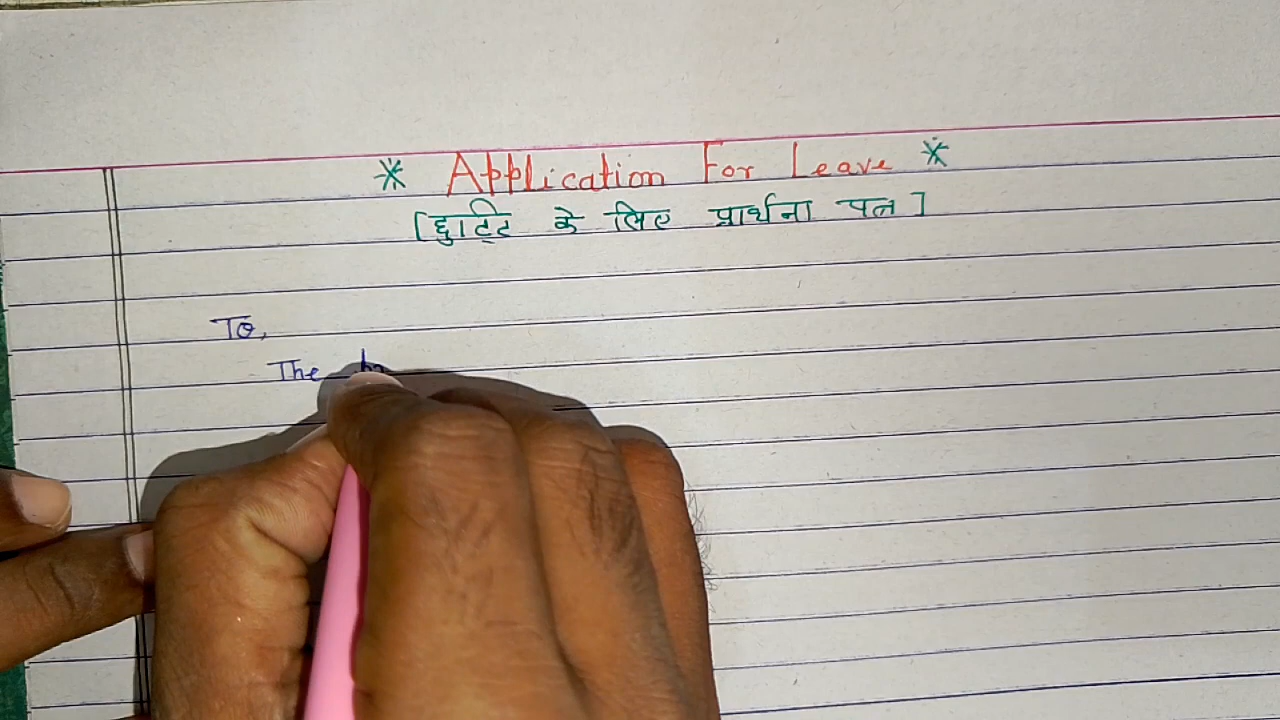 * Application For Leave *
[छुट्टि के लिए प्रार्थना पत्र]
To,
The